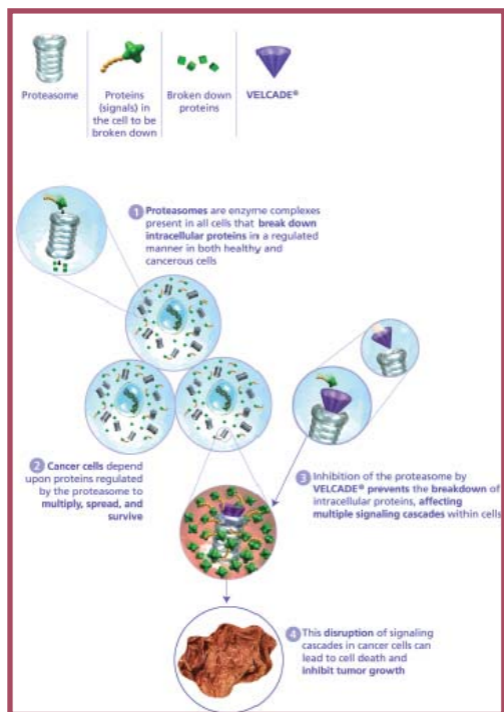 Proteasome
Proteins
(signals) in
the cell to be
broken down
Broken down
proteins
VELCADE®
1 Proteasomes are enzyme complexes
present in all cells that break down
intracellular proteins in a regulated
manner in both healthy and
cancerous cells
2 Cancer cells depend
upon proteins regulated
by the proteasome to
multiply, spread, and
survive
3 Inhibition of the proteasome by
VELCADE® prevents the breakdown of
intracellular proteins, affecting
multiple signaling cascades within cells
4 This disruption of signaling
cascades in cancer cells can
lead to cell death and
inhibit tumor growth